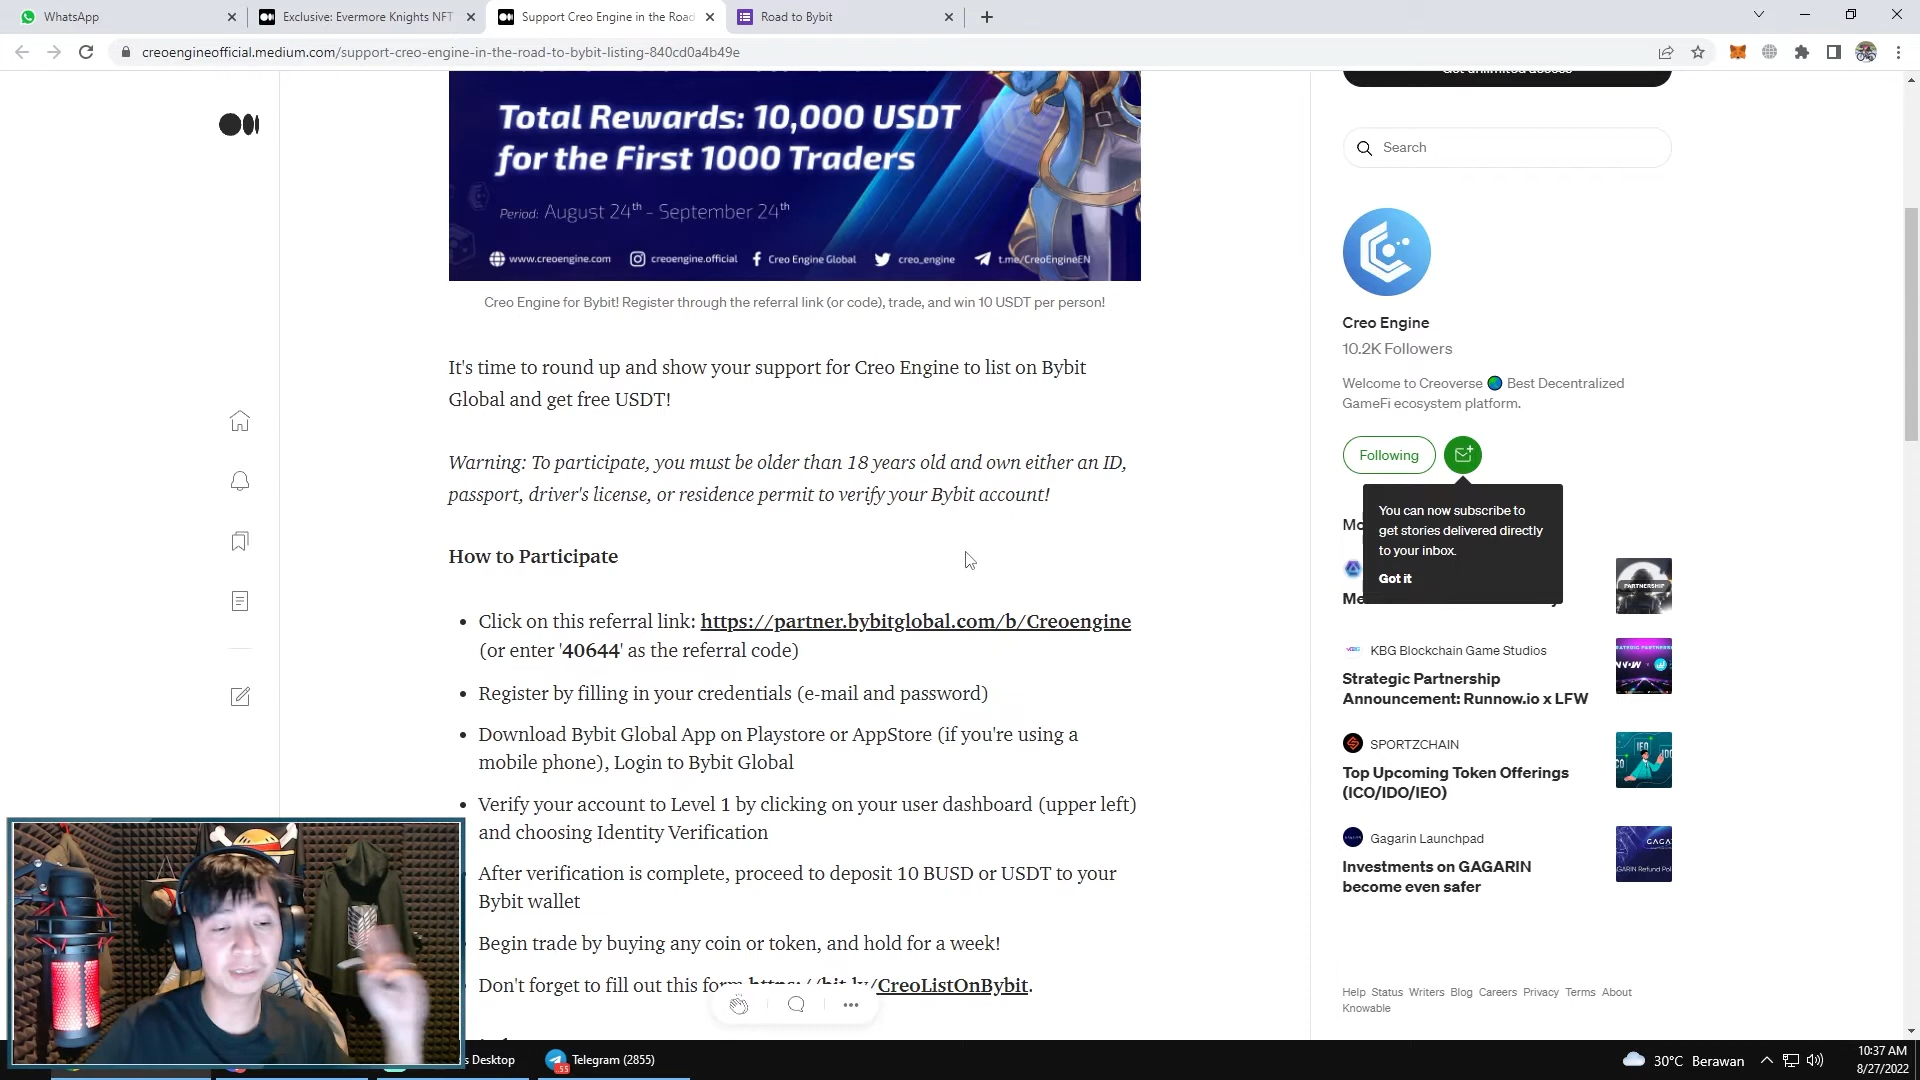 WhatsApp
Exclusive: Evermore Knights NFT
Support Creo Engine in the Road
Road to Bybit
creoengineofficial.medium.com/support-creo-engine-in-the-road-to-bybit-listing-840cd0a4b49e
Total Rewards: 10,000 USDT
for the First 1000 Traders
Period: August 24th - September 24th
www.creoengine.com creoengine.official Creo Engine Global creo_engine t.me/CreoEngineEN
Creo Engine for Bybit! Register through the referral link (or code), trade, and win 10 USDT per person!
It's time to round up and show your support for Creo Engine to list on Bybit
Global and get free USDT!
Warning: To participate, you must be older than 18 years old and own either an ID,
passport, driver's license, or residence permit to verify your Bybit account!
How to Participate
Click on this referral link: https://partner.bybitglobal.com/b/Creoengine
(or enter '40644' as the referral code)
Register by filling in your credentials (e-mail and password)
Download Bybit Global App on Playstore or AppStore (if you're using a
mobile phone), Login to Bybit Global
Verify your account to Level 1 by clicking on your user dashboard (upper left)
and choosing Identity Verification
After verification is complete, proceed to deposit 10 BUSD or USDT to your
Bybit wallet
Begin trade by buying any coin or token, and hold for a week!
Don't forget to fill out this form https://bit.ly/CreoListOnBybit.
Get unlimited access
Search
Creo Engine
10.2K Followers
Welcome to Creoverse Best Decentralized
GameFi ecosystem platform.
Following
You can now subscribe to
get stories delivered directly
to your inbox.
Got it
PARTNERSHIP
KBG Blockchain Game Studios
Strategic Partnership
Announcement: Runnow.io x LFW
SPORTZCHAIN
Top Upcoming Token Offerings
(ICO/IDO/IEO)
Gagarin Launchpad
Investments on GAGARIN
become even safer
Help Status Writers Blog Careers Privacy Terms About
Knowable
s Desktop
Telegram (2855)
30°C Berawan
10:37 AM
8/27/2022